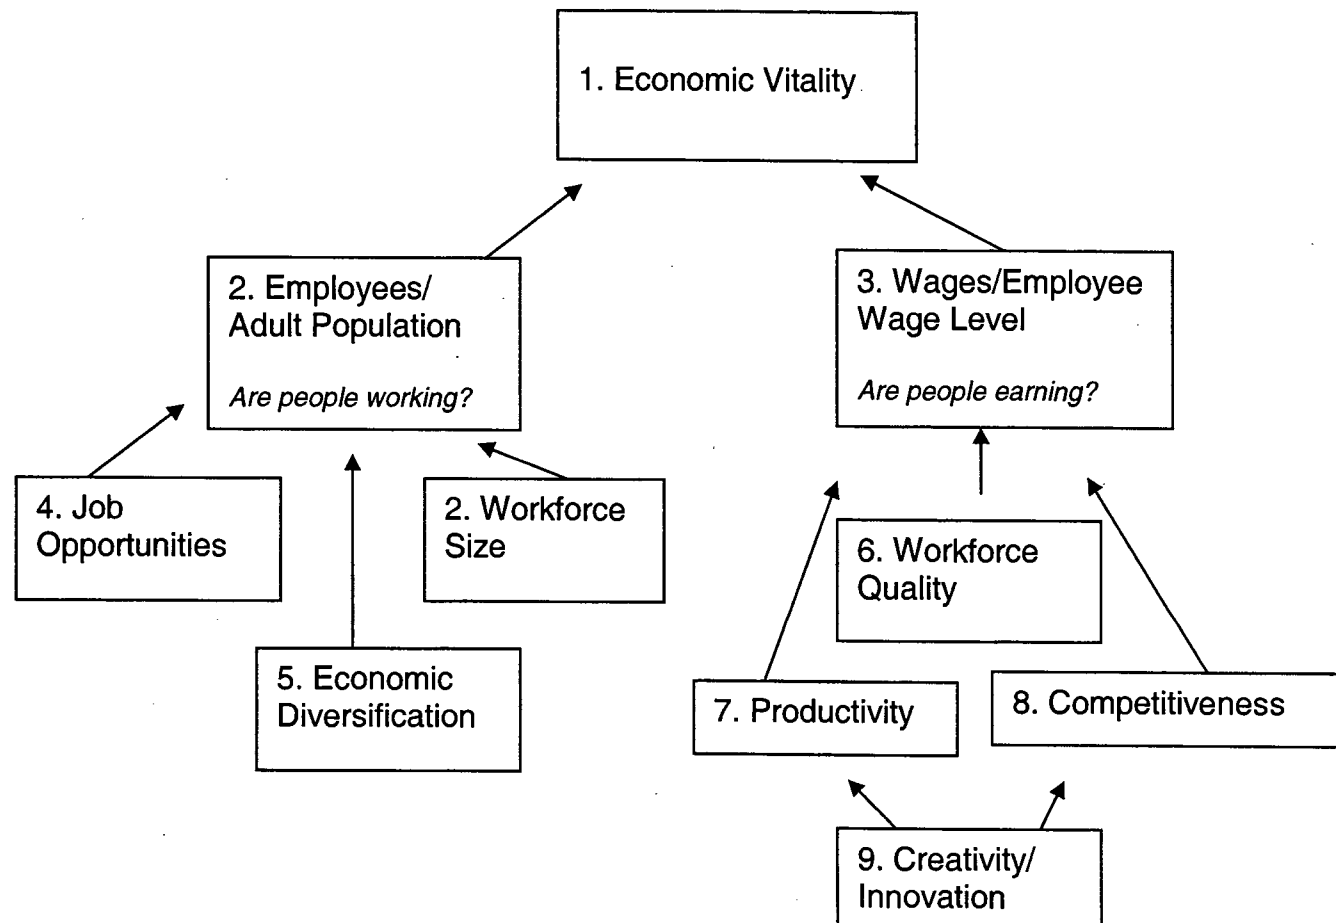 1. Economic Vitality
2. Employees/
Adult Population
Are people working?
3. Wages/Employee
Wage Level
Are people earning?
4. Job
Opportunities
2. Workforce
Size
6. Workforce
Quality
5. Economic
Diversification
7. Productivity
8. Competitiveness
9. Creativity/
Innovation